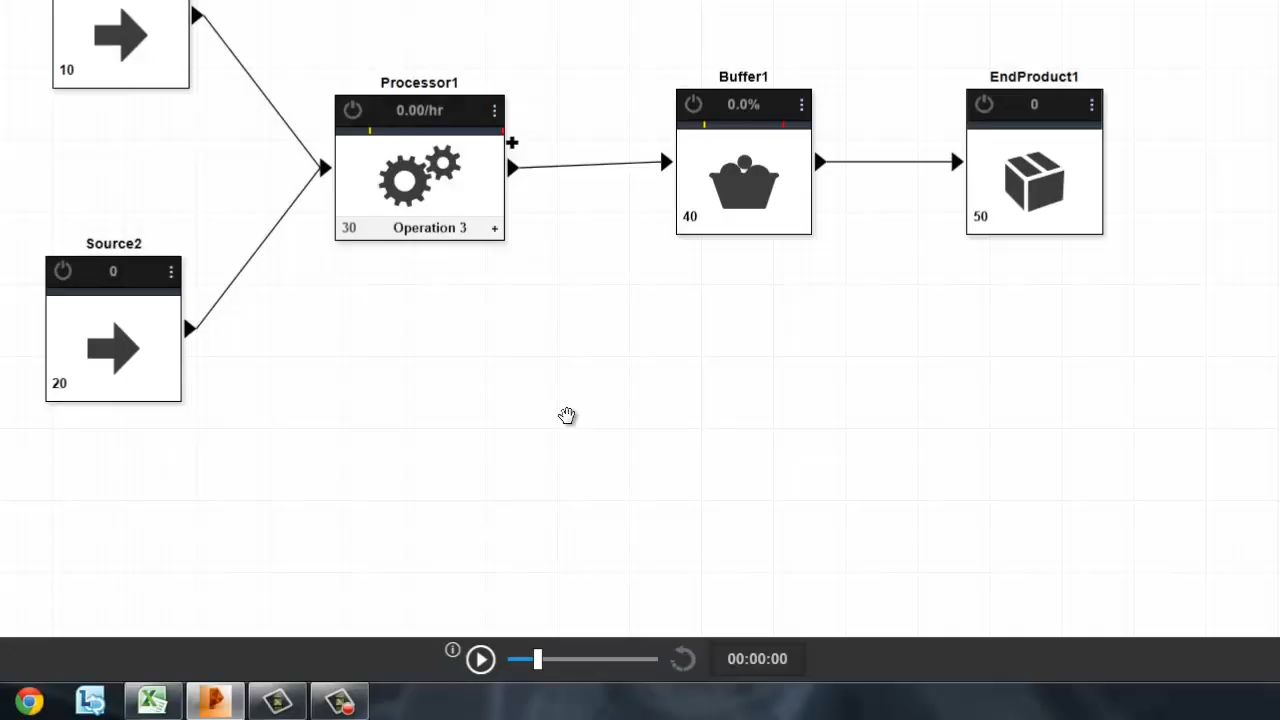 10
Processor1
0.00/hr
30 Operation 3 +
Buffer1
0.0%
40
EndProduct1
0
50
Source2
0
20
00:00:00